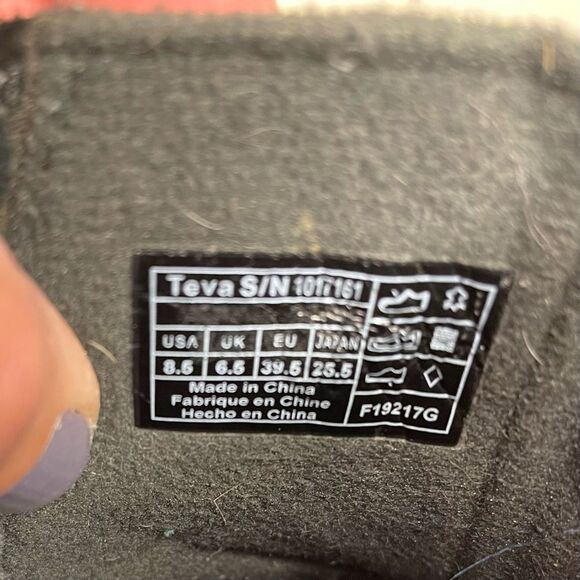 Teva S/N 1017161
USA UK EU JAPAN
8.5 6.5 39.5 25.5
Made in China
Fabrique en Chine
Hecho en China
F19217G